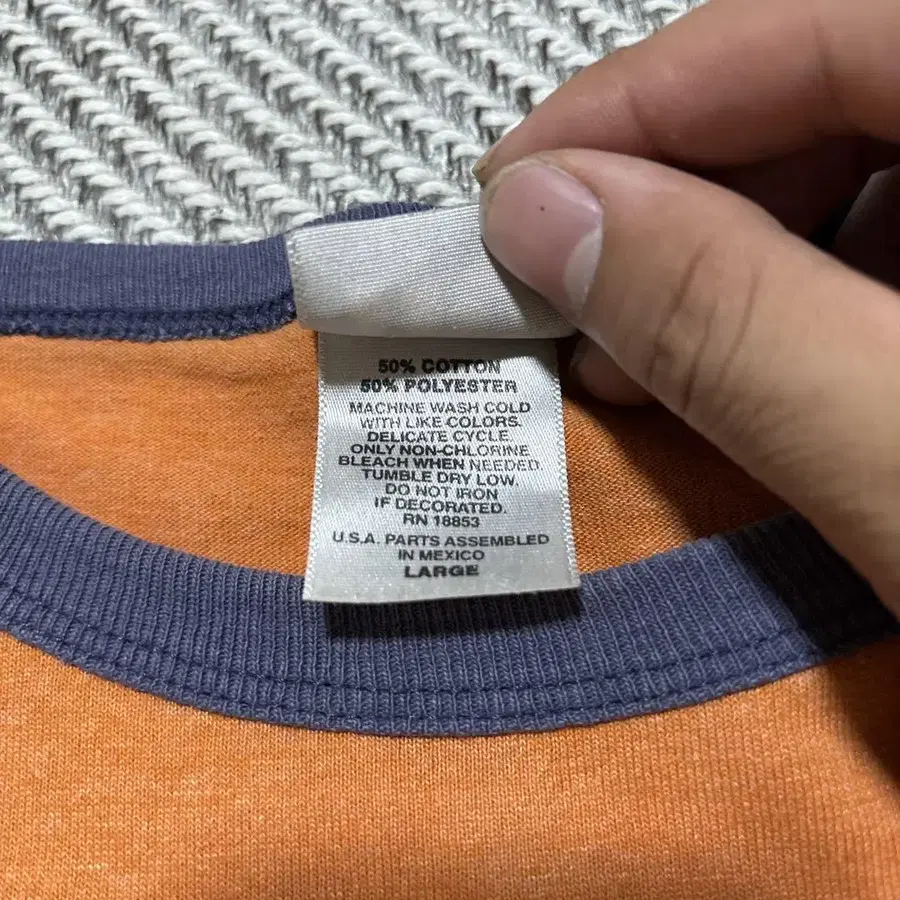 50% COTTON
50% POLYESTER
MACHINE WASH COLD
WITH LIKE COLORS.
DELICATE CYCLE.
ONLY NON-CHLORINE
BLEACH WHEN NEEDED.
TUMBLE DRY LOW.
DO NOT IRON
IF DECORATED.
RN 18853
U.S.A. PARTS ASSEMBLED
IN MEXICO
LARGE